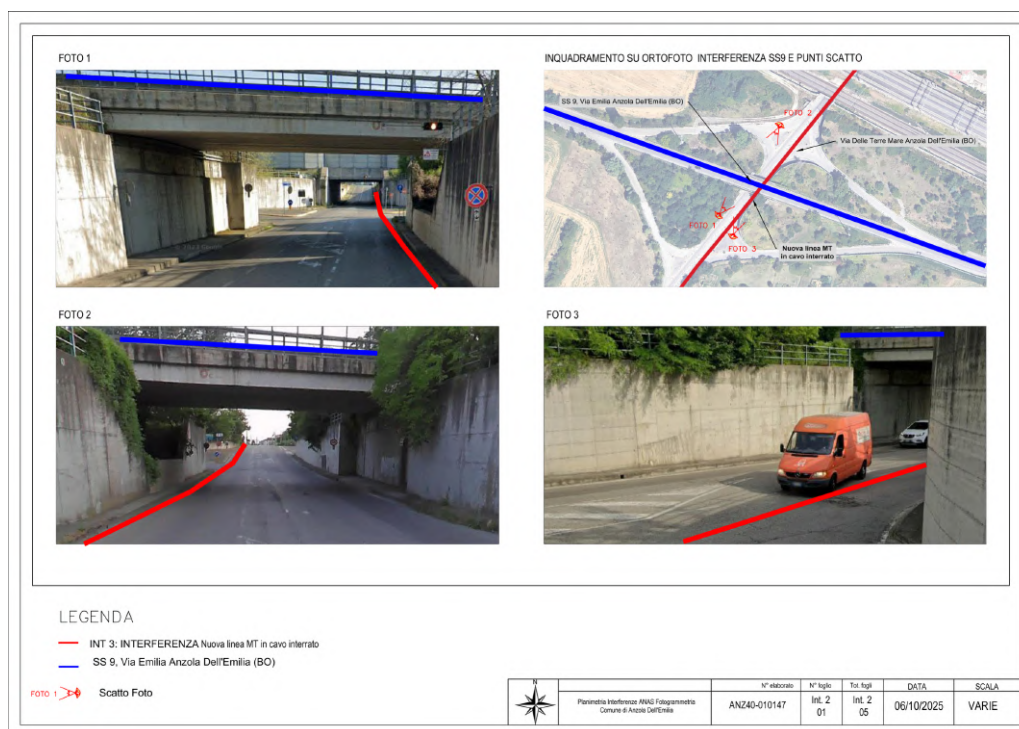 FOTO 1
INQUADRAMENTO SU ORTOFOTO INTERFERENZA SS9 E PUNTI SCATTO
SS 9, Via Emilia Anzola Dell'Emilia (BO)
FOTO 2
Via Delle Terre Mare Anzola Dell'Emilia (BO)
FOTO 1
FOTO 3
Nuova linea MT
in cavo interrato
FOTO 2
FOTO 3
LEGENDA
INT 3: INTERFERENZA Nuova linea MT in cavo interrato
SS 9, Via Emilia Anzola Dell'Emilia (BO)
FOTO 1
Scatto Foto
N
Planimetria Interferenze ANAS Fotogrammetria
Comune di Anzola Dell'Emilia
N° elaborato
ANZ40-010147
N° foglio
Int. 2
01
Tot. fogli
Int. 2
05
DATA
06/10/2025
SCALA
VARIE